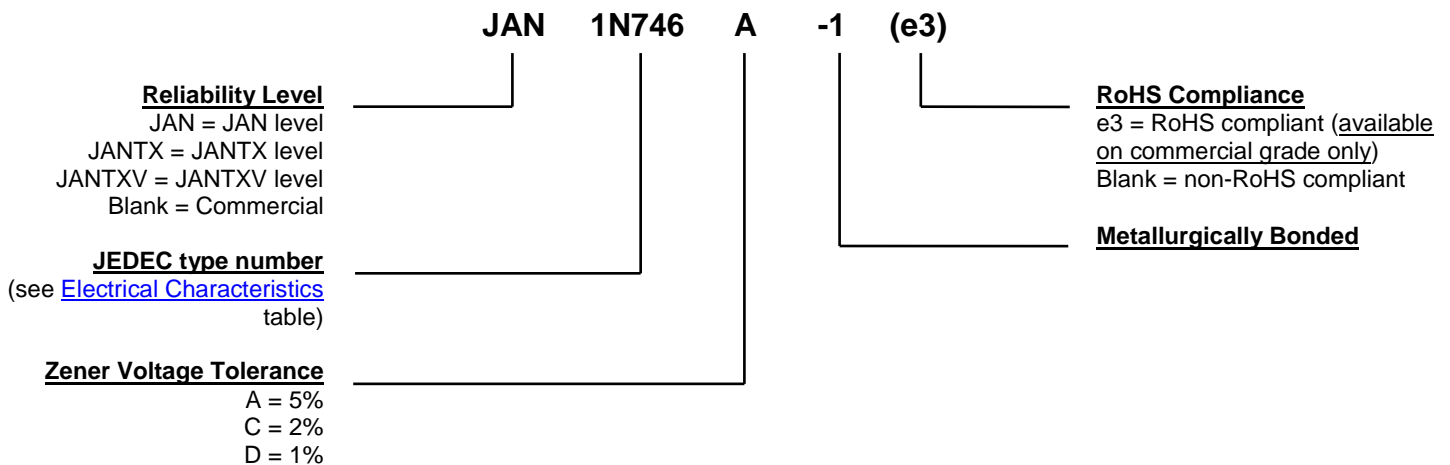 JAN 1N746 A -1 (e3)
Reliability Level
JAN = JAN level
JANTX = JANTX level
JANTXV = JANTXV level
Blank = Commercial
JEDEC type number
(see Electrical Characteristics
table)
Zener Voltage Tolerance
A = 5%
C = 2%
D = 1%
RoHS Compliance
e3 = RoHS compliant (available
on commercial grade only)
Blank = non-RoHS compliant
Metallurgically Bonded